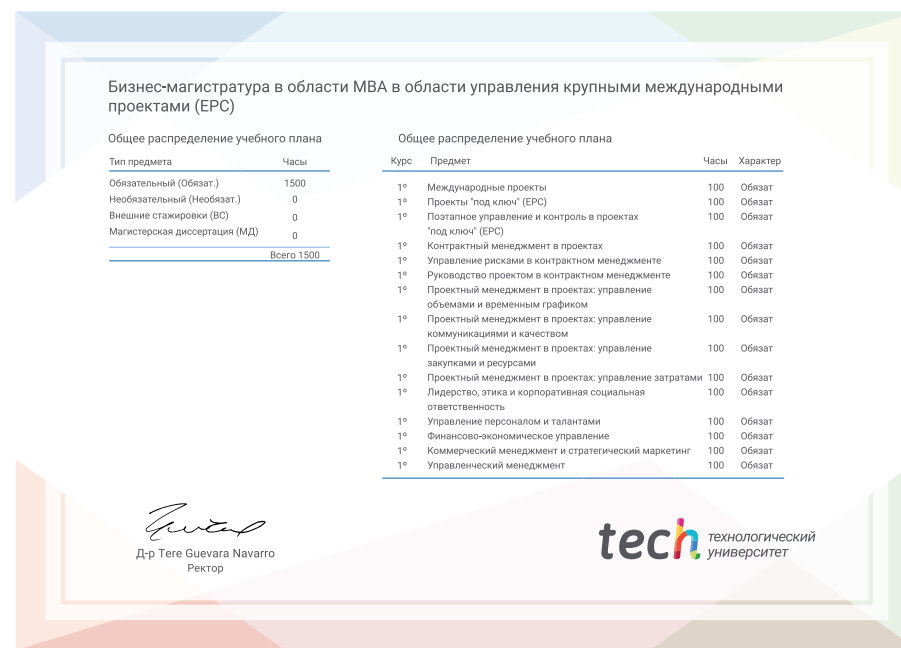 Бизнес-магистратура в области MBA в области управления крупными международными
проектами (EPC)
Общее распределение учебного плана
Тип предмета Часы
Обязательный (Обязат.) 1500
Необязательный (Необязат.) 0
Внешние стажировки (ВС) 0
Магистерская диссертация (МД) 0
Всего 1500
Общее распределение учебного плана
Курс Предмет Часы Характер
1º Международные проекты 100 Обязат
1º Проекты "под ключ" (EPC) 100 Обязат
1º Поэтапное управление и контроль в проектах 100 Обязат
"под ключ" (EPC)
1º Контрактный менеджмент в проектах 100 Обязат
1º Управление рисками в контрактном менеджменте 100 Обязат
1º Руководство проектом в контрактном менеджменте 100 Обязат
1º Проектный менеджмент в проектах: управление 100 Обязат
объемами и временным графиком
1º Проектный менеджмент в проектах: управление 100 Обязат
коммуникациями и качеством
1º Проектный менеджмент в проектах: управление 100 Обязат
закупками и ресурсами
1º Проектный менеджмент в проектах: управление затратами 100 Обязат
1º Лидерство, этика и корпоративная социальная 100 Обязат
ответственность
1º Управление персоналом и талантами 100 Обязат
1º Финансово-экономическое управление 100 Обязат
1º Коммерческий менеджмент и стратегический маркетинг 100 Обязат
1º Управленческий менеджмент 100 Обязат
Д-р Tere Guevara Navarro
Ректор
tech технологический
университет